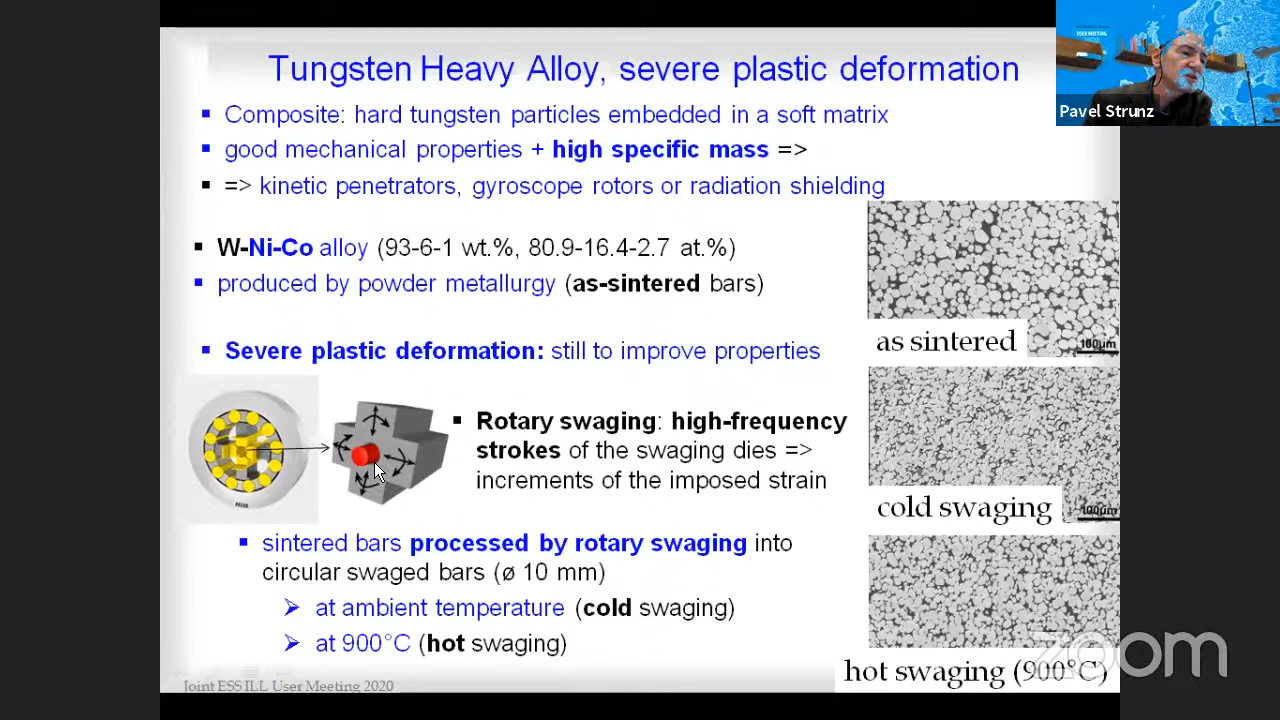 Tungsten Heavy Alloy, severe plastic deformation
USER MEETING
Pavel Strunz
▪ Composite: hard tungsten particles embedded in a soft matrix
▪ good mechanical properties + high specific mass =>
▪ => kinetic penetrators, gyroscope rotors or radiation shielding
▪ W-Ni-Co alloy (93-6-1 wt.%, 80.9-16.4-2.7 at.%)
▪ produced by powder metallurgy (as-sintered bars)
▪ Severe plastic deformation: still to improve properties
▪ Rotary swaging: high-frequency
strokes of the swaging dies =>
increments of the imposed strain
▪ sintered bars processed by rotary swaging into
circular swaged bars (ø 10 mm)
➢ at ambient temperature (cold swaging)
➢ at 900°C (hot swaging)
100µm
as sintered
100µm
cold swaging
hot swaging (900°C)
zoom
Joint ESS ILL User Meeting 2020